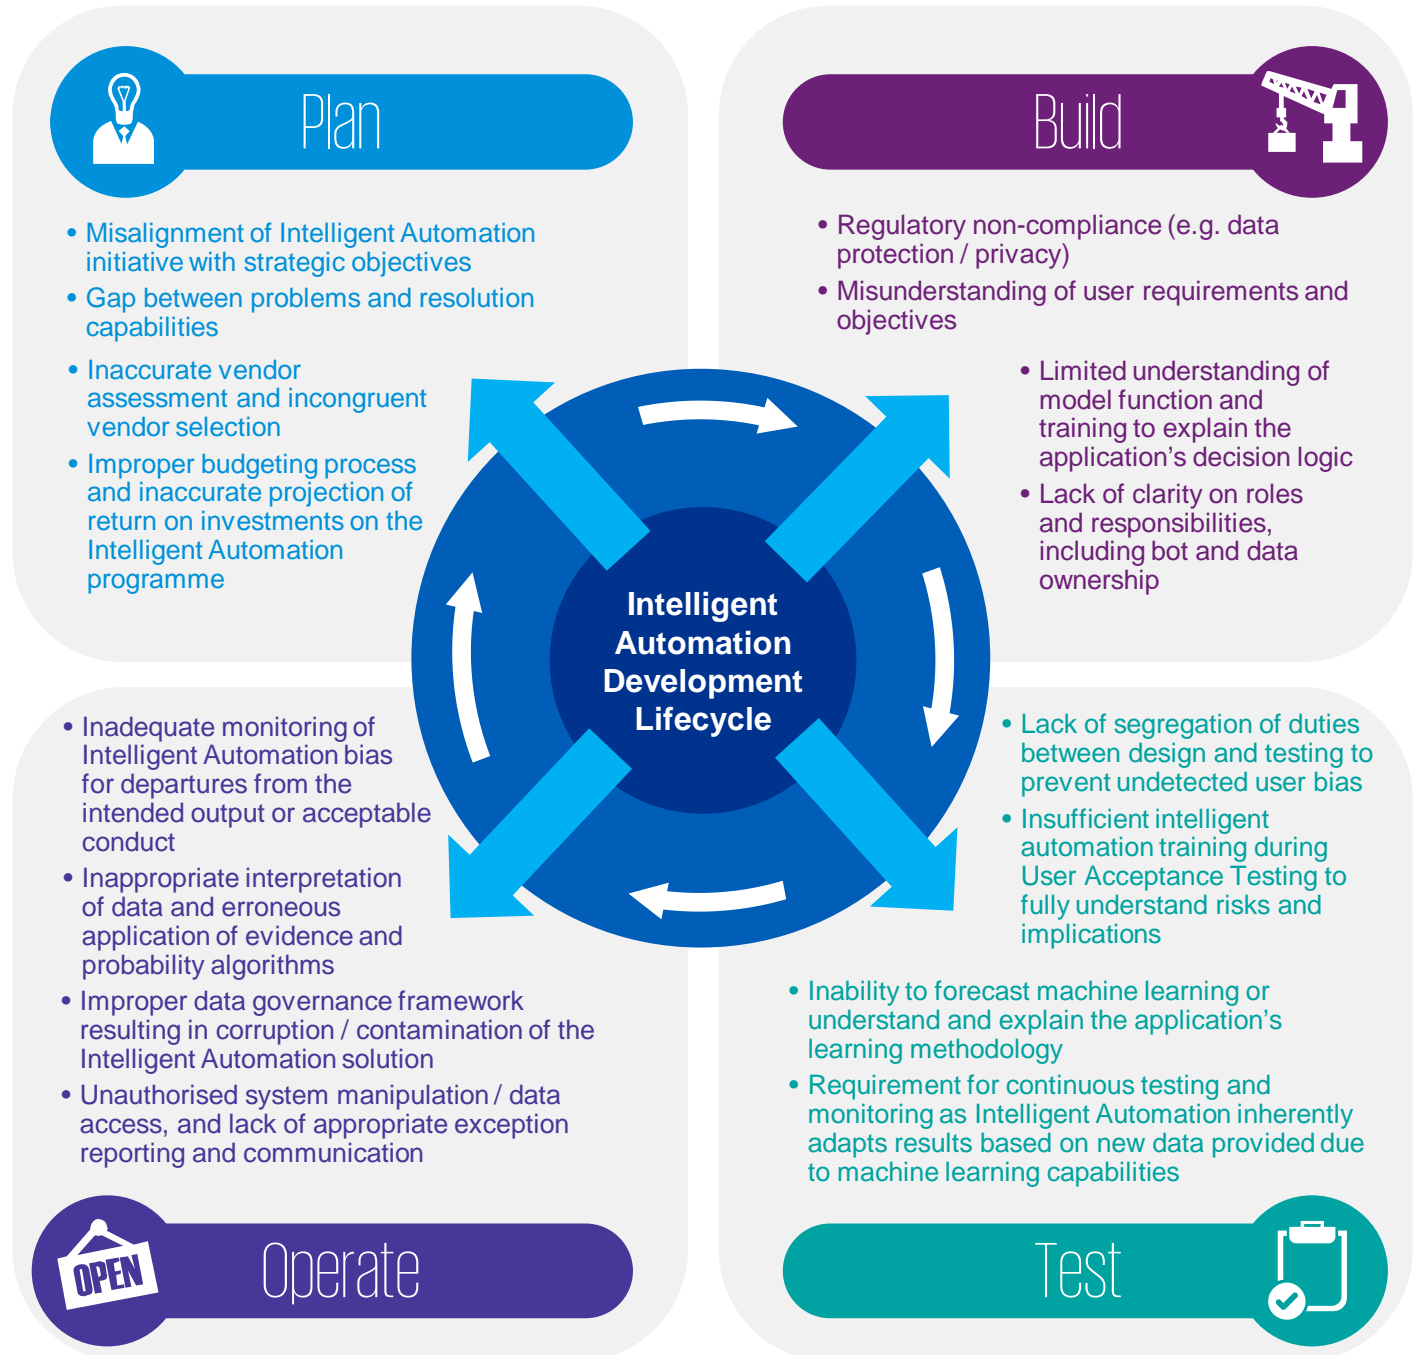 Plan
• Misalignment of Intelligent Automation
initiative with strategic objectives
• Gap between problems and resolution
capabilities
• Inaccurate vendor
assessment and incongruent
vendor selection
• Improper budgeting process
and inaccurate projection of
return on investments on the
Intelligent Automation
programme
Build
• Regulatory non-compliance (e.g. data
protection / privacy)
• Misunderstanding of user requirements and
objectives
• Limited understanding of
model function and
training to explain the
application’s decision logic
• Lack of clarity on roles
and responsibilities,
including bot and data
ownership
Intelligent
Automation
Development
Lifecycle
• Inadequate monitoring of
Intelligent Automation bias
for departures from the
intended output or acceptable
conduct
• Inappropriate interpretation
of data and erroneous
application of evidence and
probability algorithms
• Improper data governance framework
resulting in corruption / contamination of the
Intelligent Automation solution
• Unauthorised system manipulation / data
access, and lack of appropriate exception
reporting and communication
OPEN
Operate
• Lack of segregation of duties
between design and testing to
prevent undetected user bias
• Insufficient intelligent
automation training during
User Acceptance Testing to
fully understand risks and
implications
• Inability to forecast machine learning or
understand and explain the application’s
learning methodology
• Requirement for continuous testing and
monitoring as Intelligent Automation inherently
adapts results based on new data provided due
to machine learning capabilities
Test